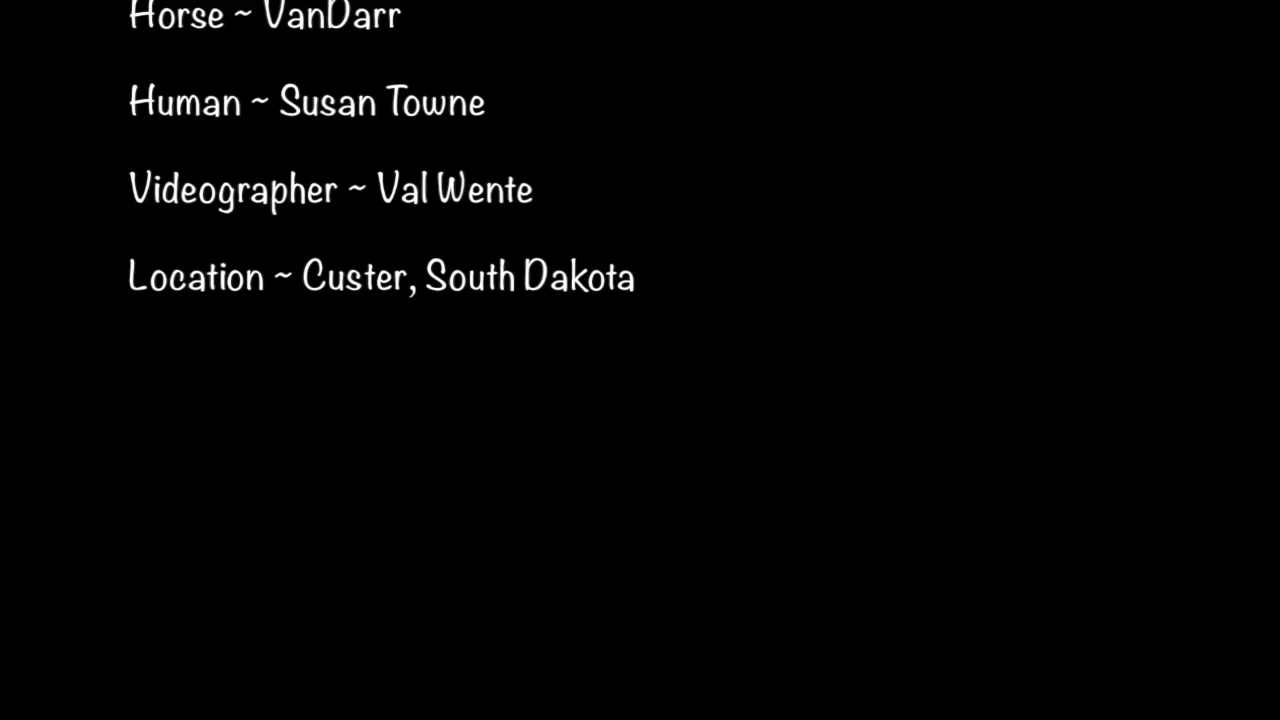 Horse ~ VanDarr
Human ~ Susan Towne
Videographer ~ Val Wente
Location ~ Custer, South Dakota